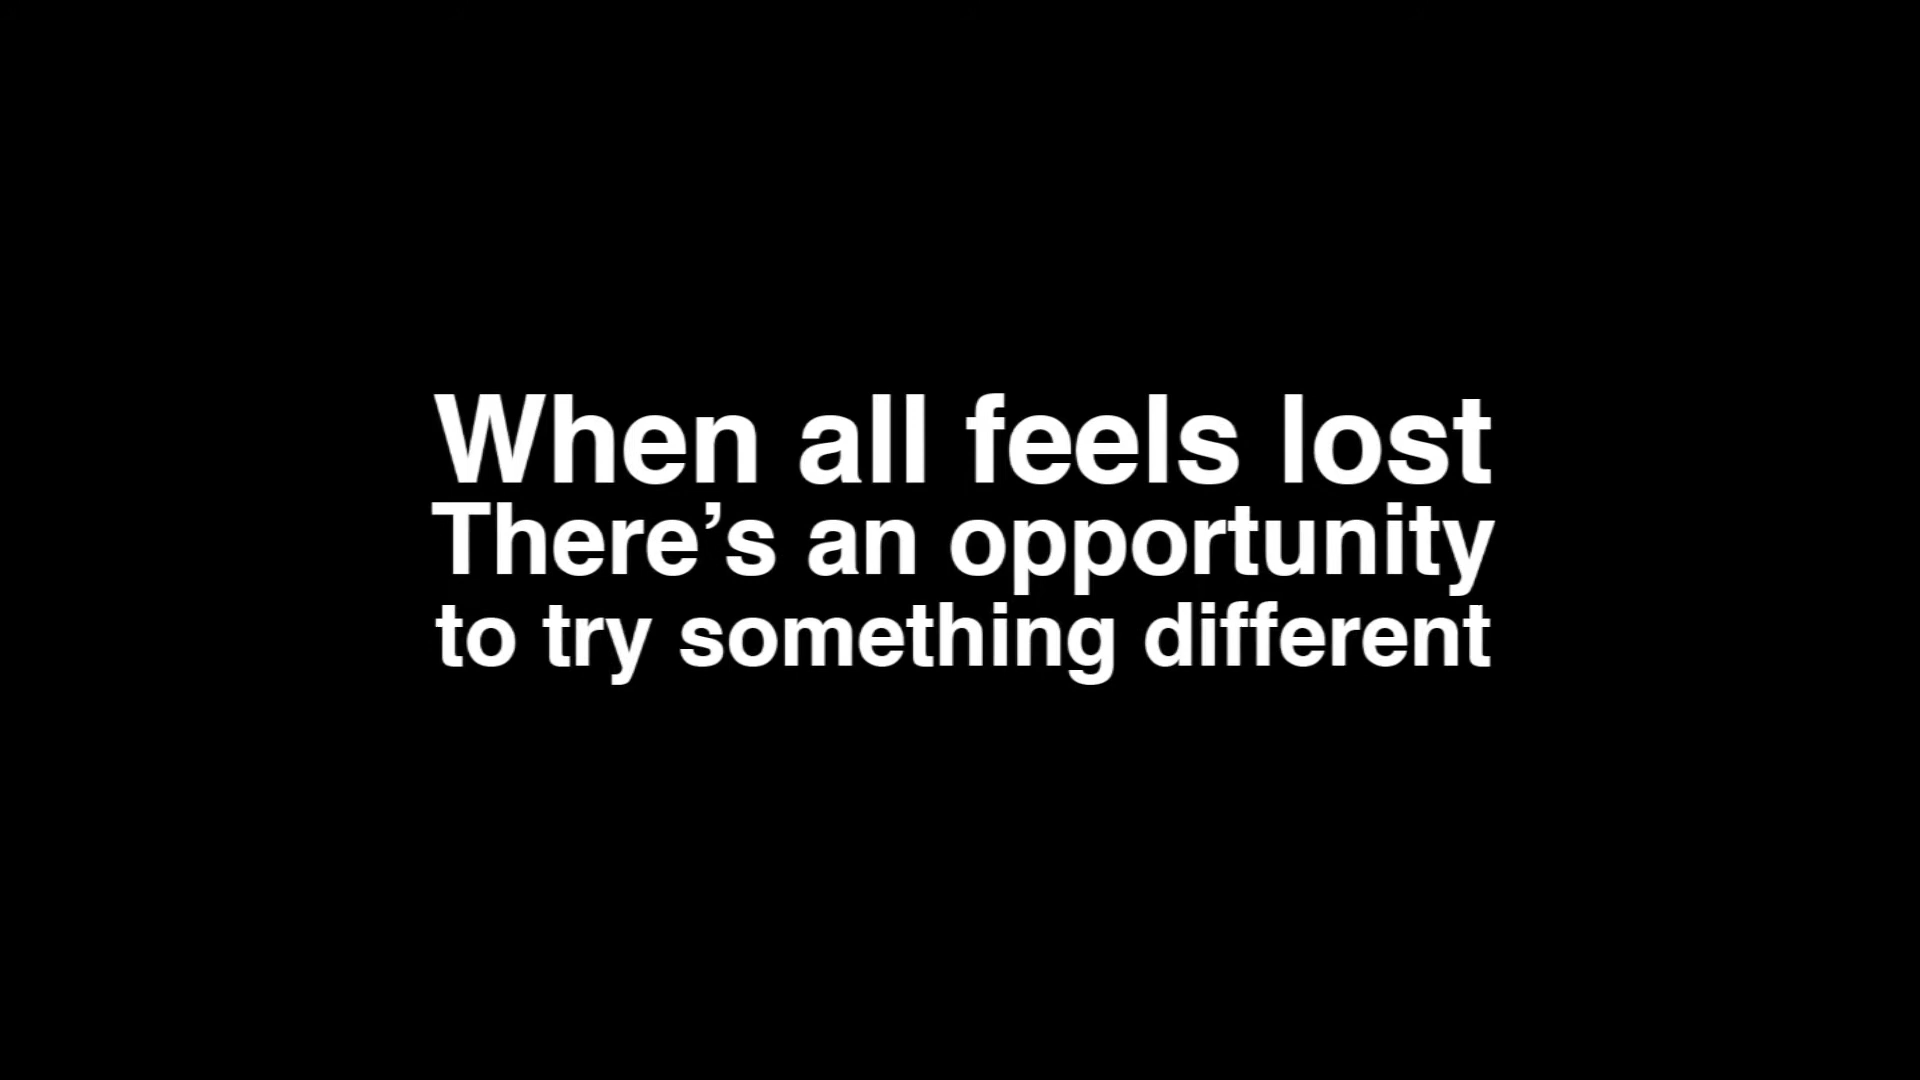 When all feels lost
There’s an opportunity
to try something different